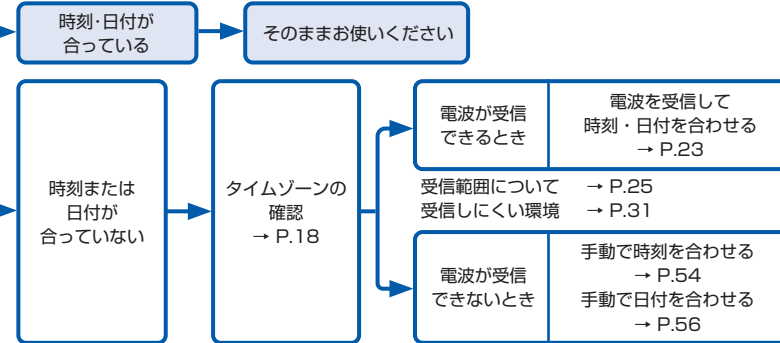 時刻・日付が
合っている
そのままお使いください
時刻または
日付が
合っていない
タイムゾーンの
確認
→ P.18
電波が受信
できるとき
電波を受信して
時刻・日付を合わせる
→ P.23
受信範囲について → P.25
受信しにくい環境 → P.31
電波が受信
できないとき
手動で時刻を合わせる
→ P.54
手動で日付を合わせる
→ P.56